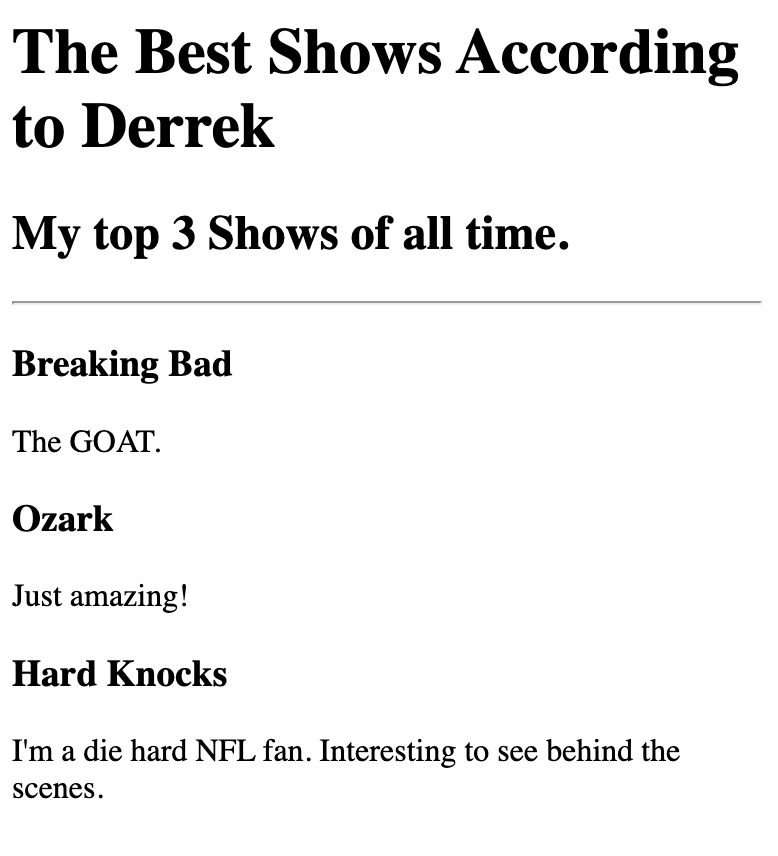 The Best Shows According
to Derrek
My top 3 Shows of all time.
Breaking Bad
The GOAT.
Ozark
Just amazing!
Hard Knocks
I'm a die hard NFL fan. Interesting to see behind the
scenes.